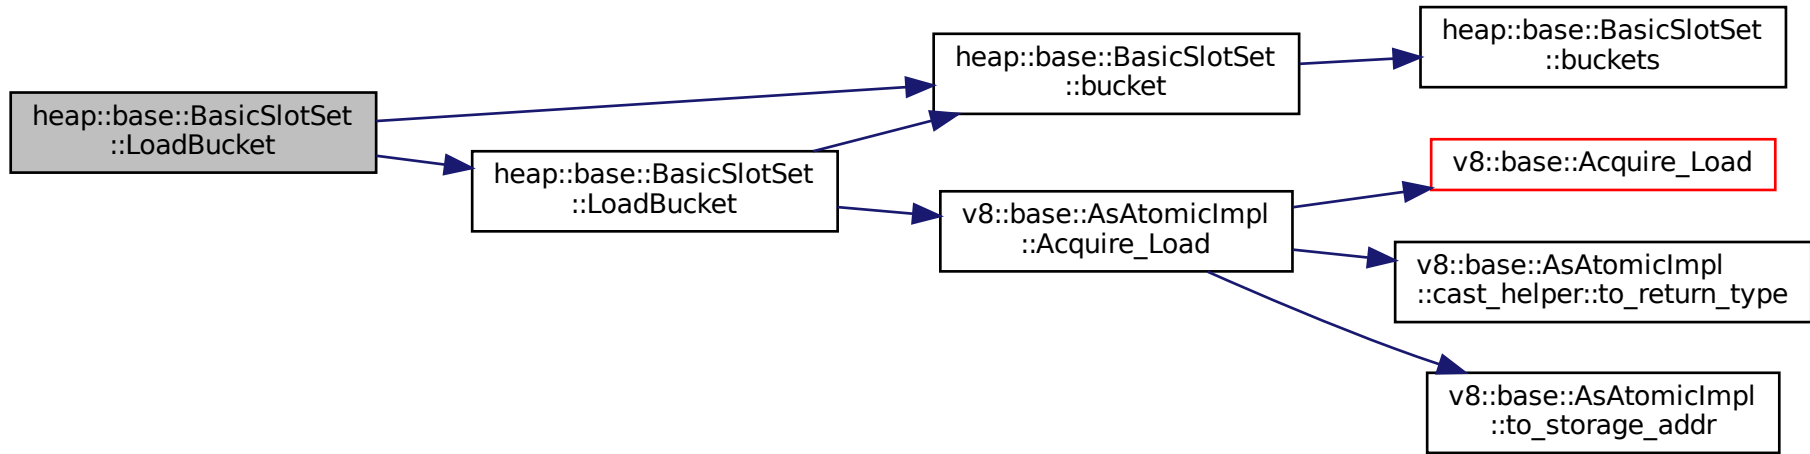 heap::base::BasicSlotSet
::LoadBucket
heap::base::BasicSlotSet
::LoadBucket
heap::base::BasicSlotSet
::bucket
v8::base::AsAtomicImpl
::Acquire_Load
heap::base::BasicSlotSet
::buckets
v8::base::Acquire_Load
v8::base::AsAtomicImpl
::cast_helper::to_return_type
v8::base::AsAtomicImpl
::to_storage_addr